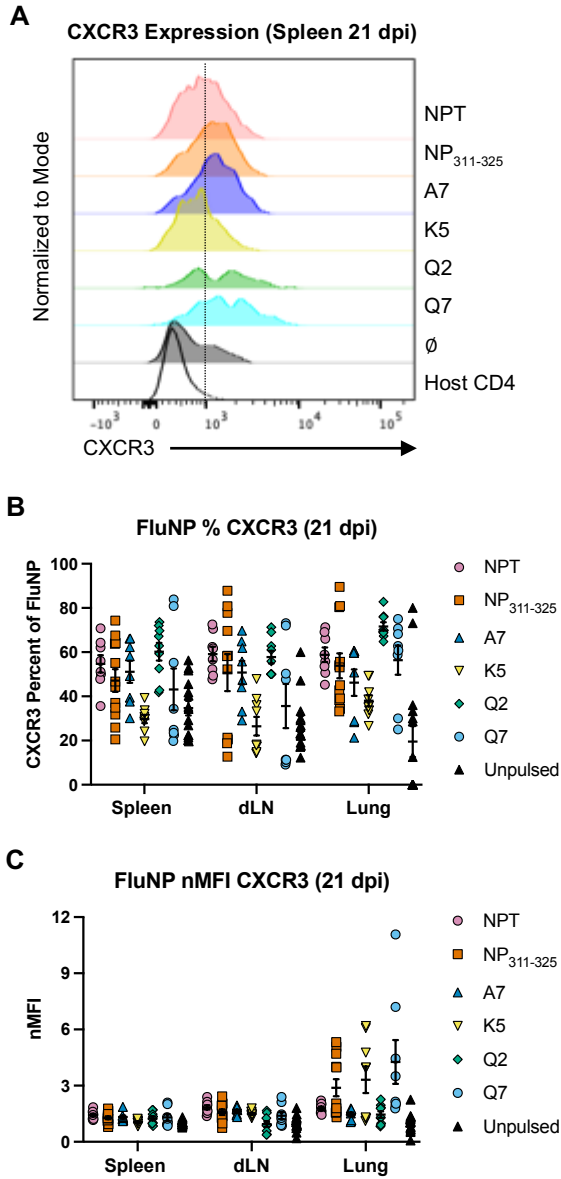 A
CXCR3 Expression (Spleen 21 dpi)
Normalized to Mode
NPT
NP311-325
A7
K5
Q2
Q7
∅
Host CD4
-10³ 0 10³ 10⁴ 10⁵
CXCR3
B
FluNP % CXCR3 (21 dpi)
CXCR3 Percent of FluNP
100
80
60
40
20
0
Spleen dLN Lung
NPT
NP311-325
A7
K5
Q2
Q7
Unpulsed
C
FluNP nMFI CXCR3 (21 dpi)
nMFI
12
9
6
3
0
Spleen dLN Lung
NPT
NP311-325
A7
K5
Q2
Q7
Unpulsed